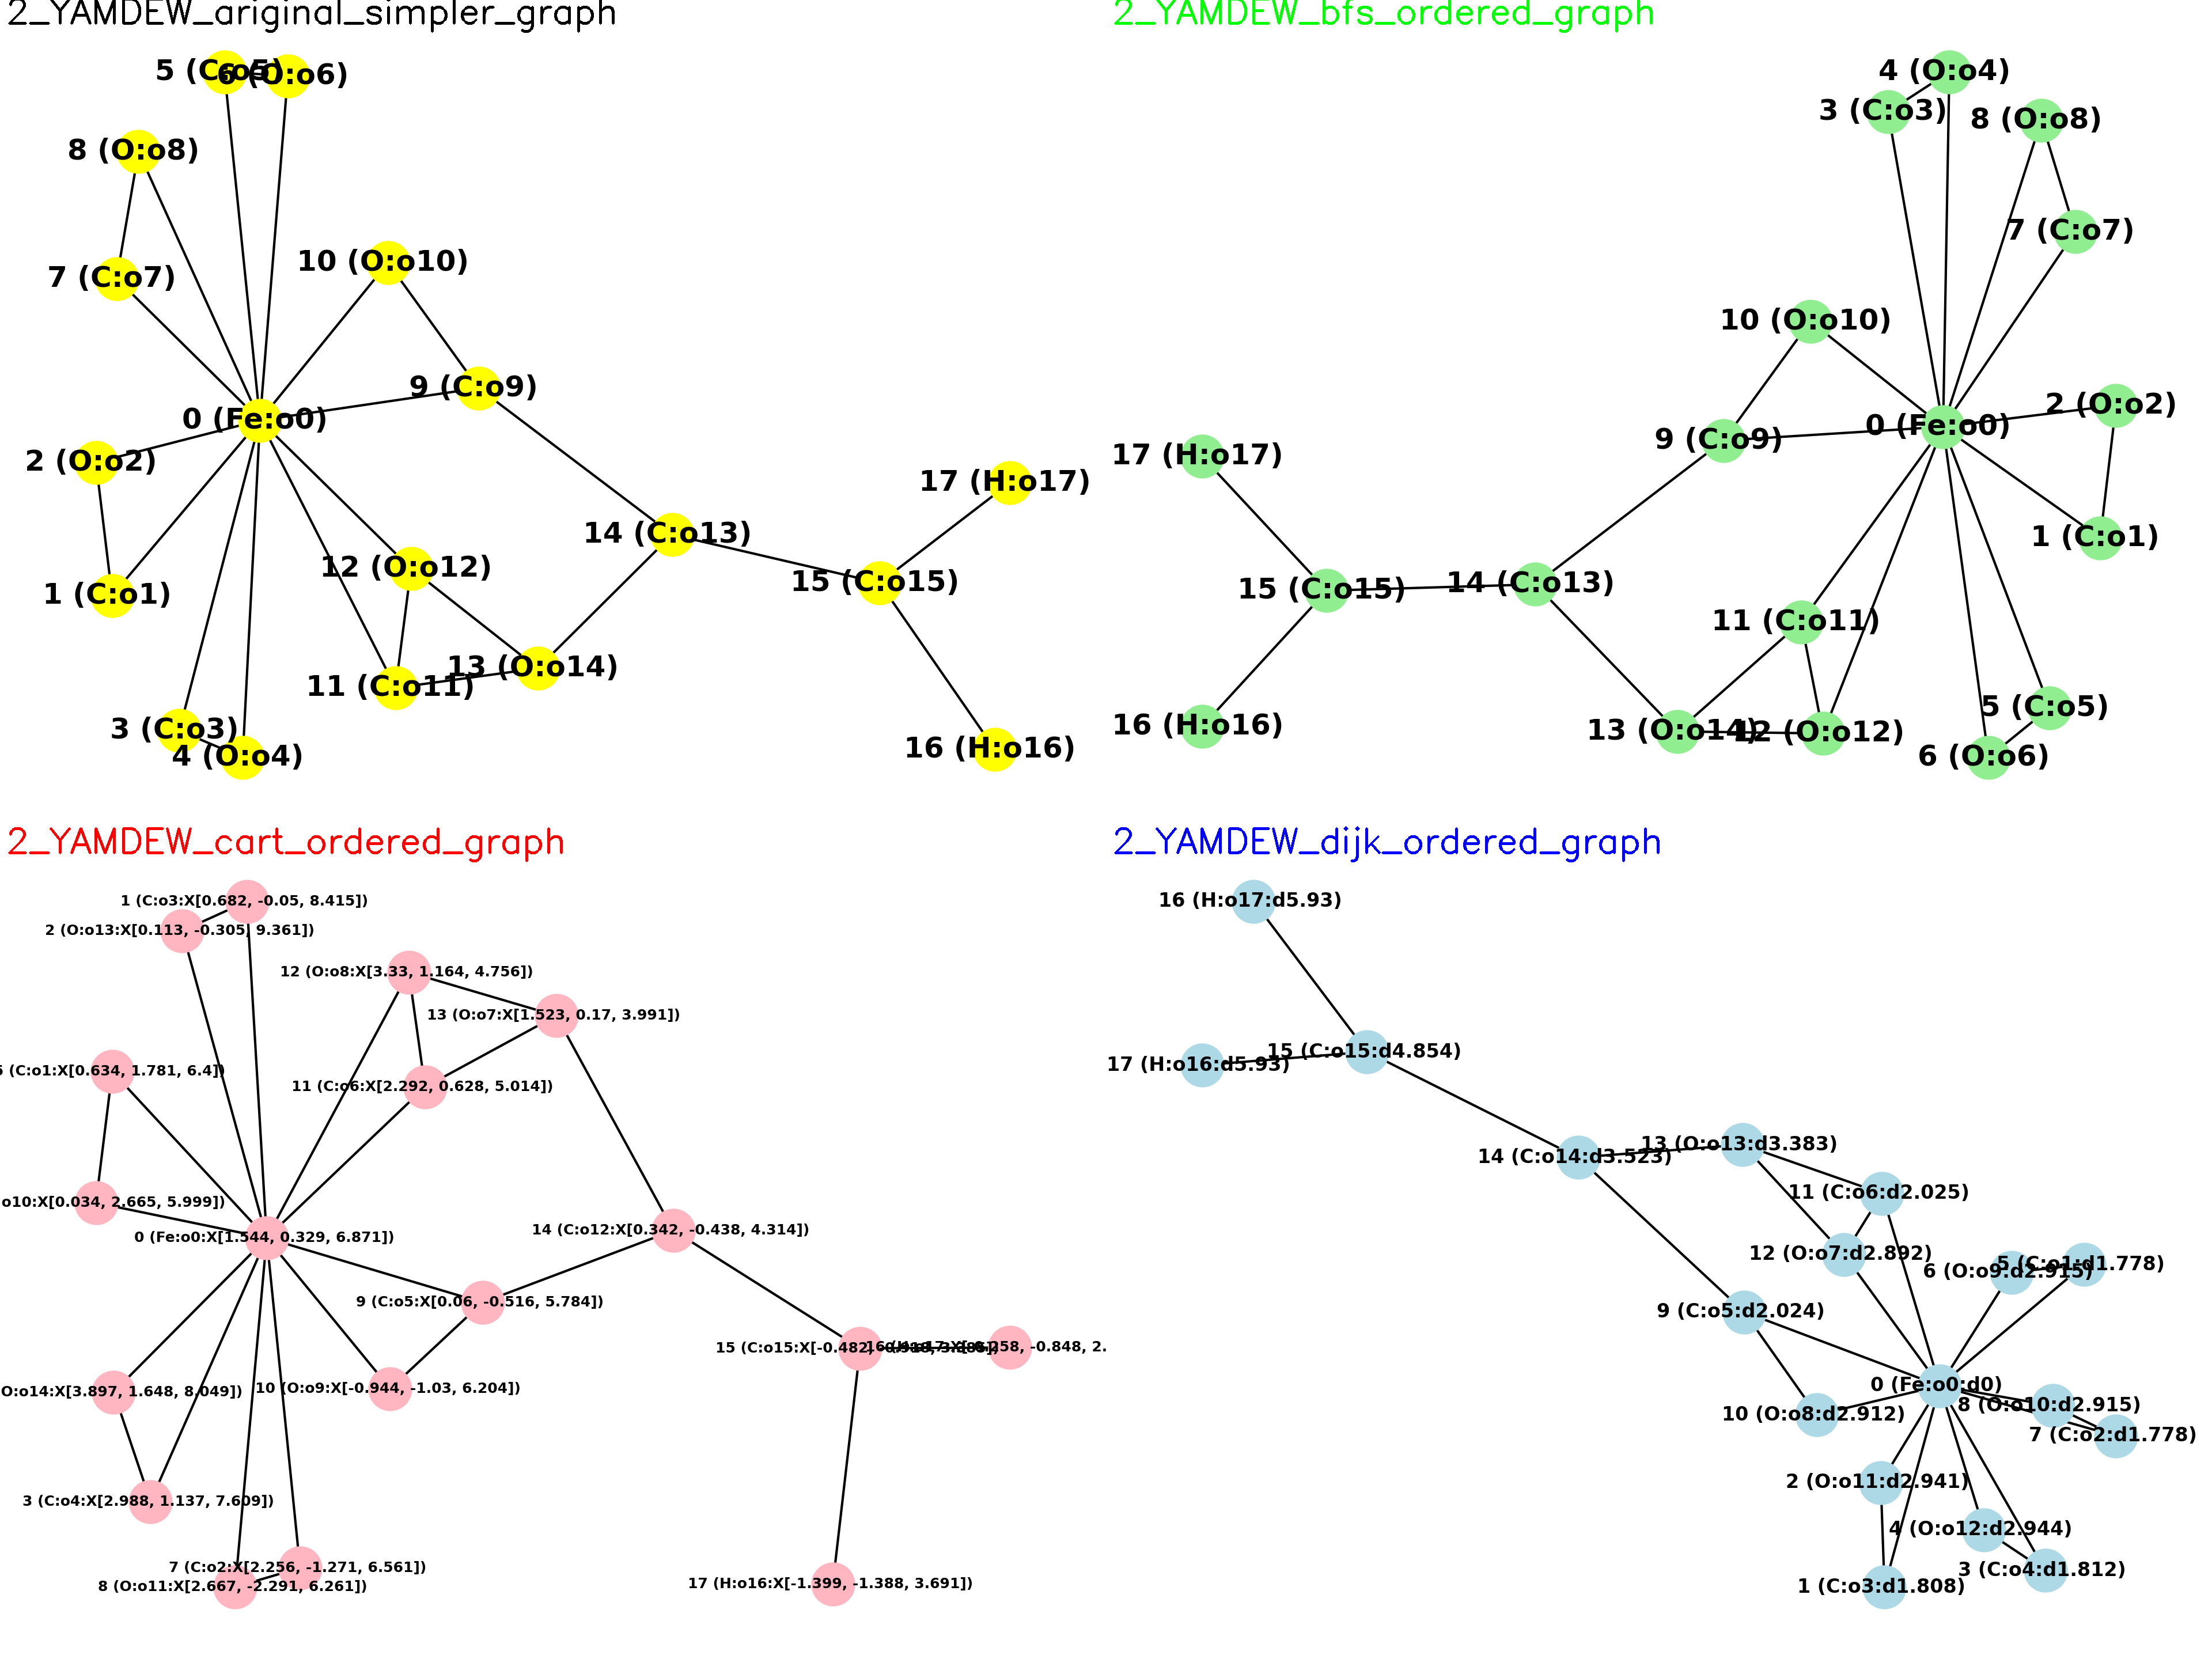 2_YAMDEW_ariginal_simpler_graph
5 (C:o5)
6 (O:o6)
8 (O:o8)
7 (C:o7)
10 (O:o10)
9 (C:o9)
0 (Fe:o0)
2 (O:o2)
17 (H:o17)
14 (C:o13)
12 (O:o12)
15 (C:o15)
1 (C:o1)
13 (O:o14)
11 (C:o11)
3 (C:o3)
4 (O:o4)
16 (H:o16)
2_YAMDEW_bfs_ordered_graph
4 (O:o4)
3 (C:o3)
8 (O:o8)
7 (C:o7)
10 (O:o10)
2 (O:o2)
0 (Fe:o0)
9 (C:o9)
17 (H:o17)
1 (C:o1)
14 (C:o13)
15 (C:o15)
11 (C:o11)
5 (C:o5)
16 (H:o16)
13 (O:o14)
12 (O:o12)
6 (O:o6)
2_YAMDEW_cart_ordered_graph
1 (C:o3:X[0.682, -0.05, 8.415])
2 (O:o13:X[0.113, -0.305, 9.361])
12 (O:o8:X[3.33, 1.164, 4.756])
13 (O:o7:X[1.523, 0.17, 3.991])
(C:o1:X[0.634, 1.781, 6.4])
11 (C:o6:X[2.292, 0.628, 5.014])
o10:X[0.034, 2.665, 5.999])
14 (C:o12:X[0.342, -0.438, 4.314])
0 (Fe:o0:X[1.544, 0.329, 6.871])
9 (C:o5:X[0.06, -0.516, 5.784])
15 (C:o15:X[-0.482,
-0.848, 2.
O:o14:X[3.897, 1.648, 8.049])
10 (O:o9:X[-0.944, -1.03, 6.204])
3 (C:o4:X[2.988, 1.137, 7.609])
7 (C:o2:X[2.256, -1.271, 6.561])
8 (O:o11:X[2.667, -2.291, 6.261])
17 (H:o16:X[-1.399, -1.388, 3.691])
2_YAMDEW_dijk_ordered_graph
16 (H:o17:d5.93)
15 (C:o15:d4.854)
17 (H:o16:d5.93)
13 (O:o13:d3.383)
14 (C:o14:d3.523)
11 (C:o6:d2.025)
12 (O:o7:d2.892)
5 (C:o1:d1.778)
6 (O:o9:d2.915)
9 (C:o5:d2.024)
0 (Fe:o0:d0)
8 (O:o10:d2.915)
10 (O:o8:d2.912)
7 (C:o2:d1.778)
2 (O:o11:d2.941)
4 (O:o12:d2.944)
3 (C:o4:d1.812)
1 (C:o3:d1.808)